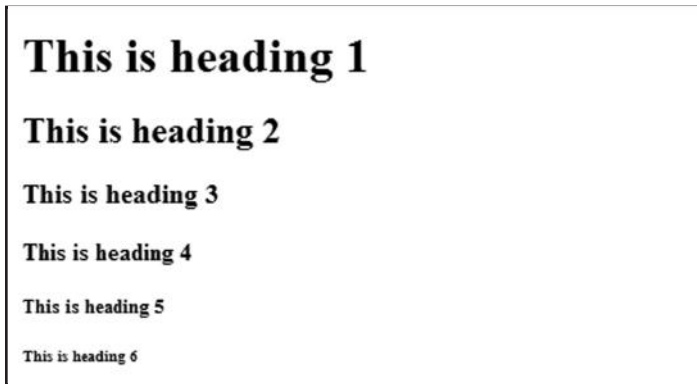 This is heading 1
This is heading 2
This is heading 3
This is heading 4
This is heading 5
This is heading 6